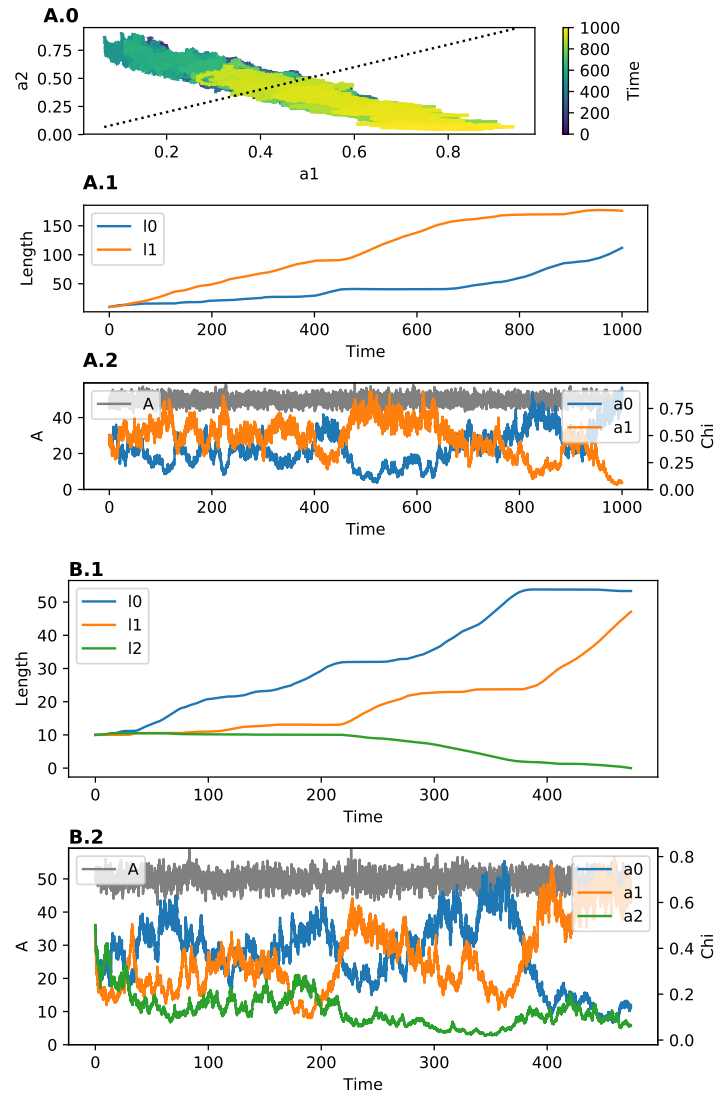 A.0
0.75
0.50
0.25
0.00
a2
0.2 0.4 0.6 0.8
a1
1000
800
600
400
200
0
Time
A.1
150
100
50
Length
l0
l1
0 200 400 600 800 1000
Time
A.2
40
20
0
A
A
a0
a1
0.75
0.50
0.25
0.00
Chi
0 200 400 600 800 1000
Time
B.1
50
40
30
20
10
0
Length
l0
l1
l2
0 100 200 300 400
Time
B.2
50
40
30
20
10
0
A
A
a0
a1
a2
0.8
0.6
0.4
0.2
0.0
Chi
0 100 200 300 400
Time